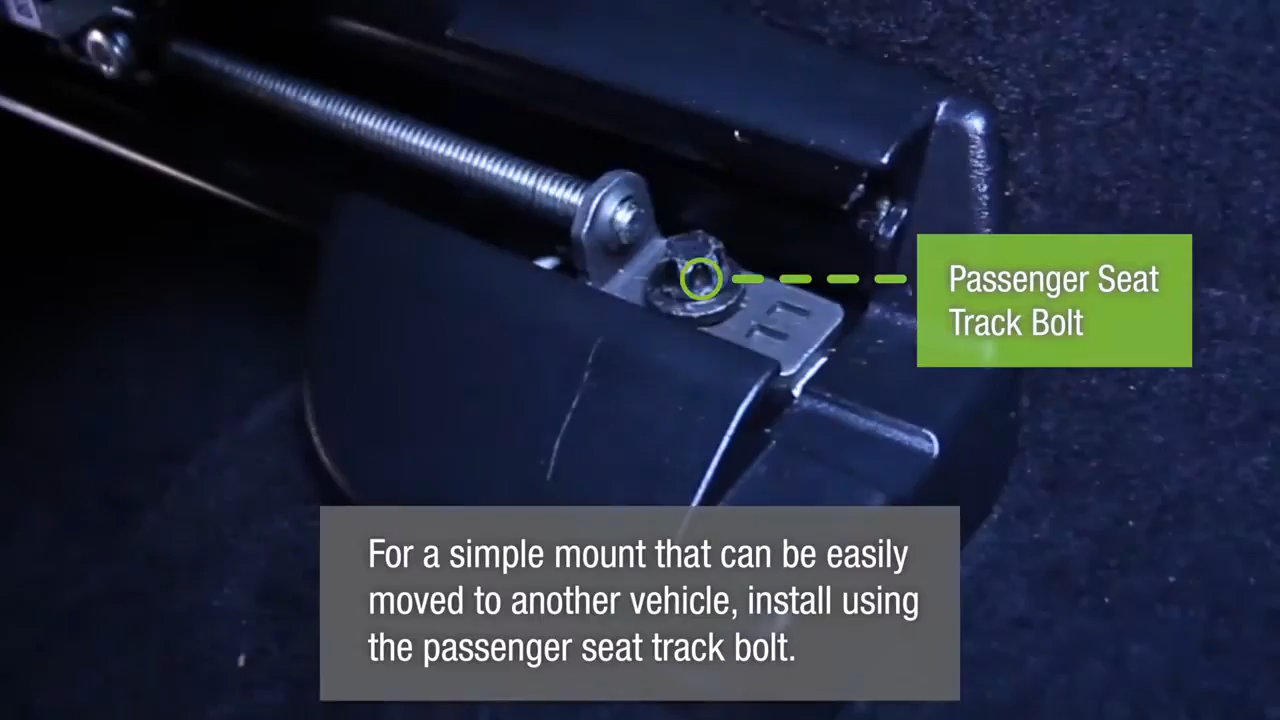 Passenger Seat
Track Bolt
For a simple mount that can be easily
moved to another vehicle, install using
the passenger seat track bolt.